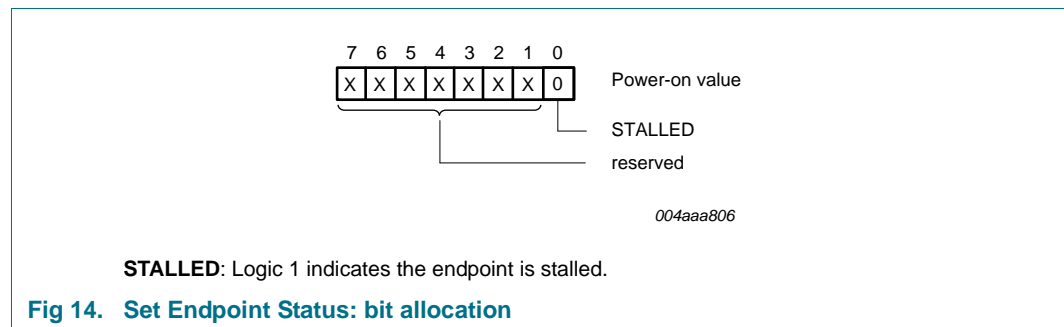 7 6 5 4 3 2 1 0
X X X X X X X 0 Power-on value
STALLED
reserved
004aaa806
STALLED: Logic 1 indicates the endpoint is stalled.
Fig 14. Set Endpoint Status: bit allocation